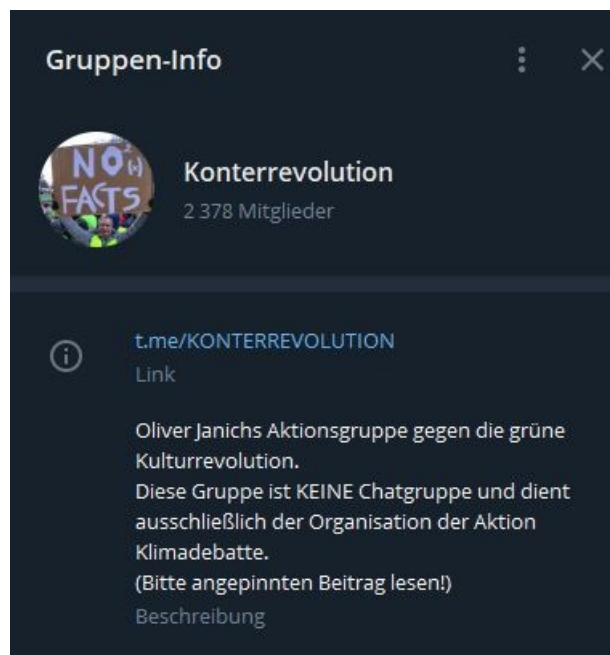 Gruppen-Info
NO
FACTS
Konterrevolution
2 378 Mitglieder
t.me/KONTERREVOLUTION
Link
Oliver Janichs Aktionsgruppe gegen die grüne
Kulturrevolution.
Diese Gruppe ist KEINE Chatgruppe und dient
ausschließlich der Organisation der Aktion
Klimadebatte.
(Bitte angepinnten Beitrag lesen!)
Beschreibung